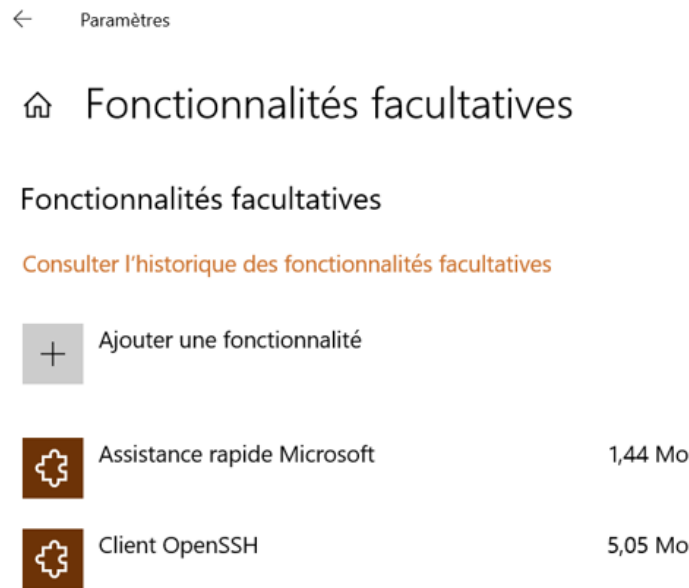 Paramètres
Fonctionnalités facultatives
Fonctionnalités facultatives
Consulter l'historique des fonctionnalités facultatives
Ajouter une fonctionnalité
Assistance rapide Microsoft 1,44 Mo
Client OpenSSH 5,05 Mo